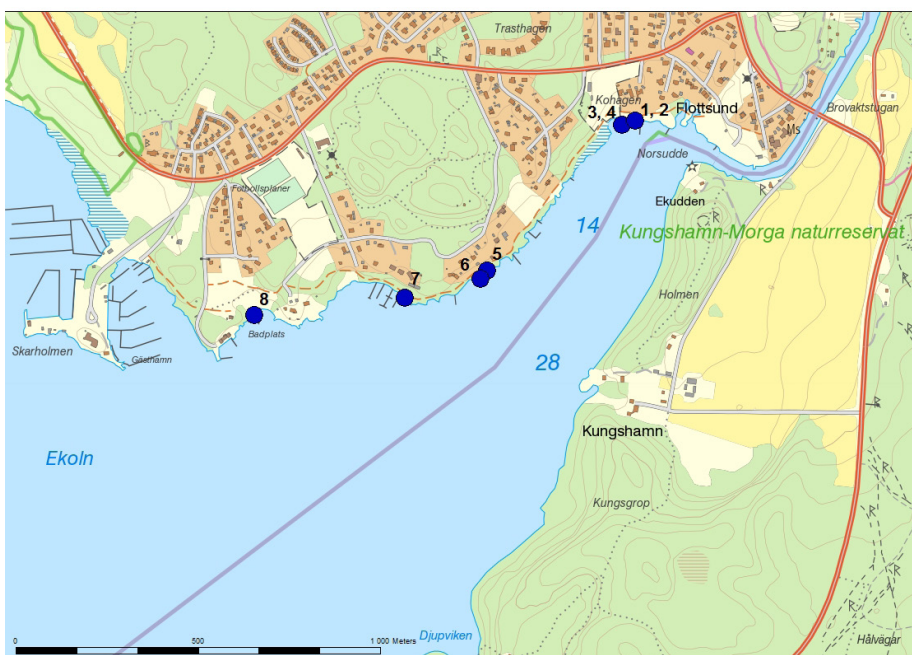 Trasthagen
Kohagen
3, 4
1, 2
Flottsund
Brovaktstugan
Ms
Norsudde
Fotbollsplaner
Ekudden
14
Kungshamn-Morga naturreservat
5
6
7
8
Holmen
Badplats
Skarholmen
Gästhamn
28
Kungshamn
Ekoln
Kungsgrop
0 500 1 000 Meters
Djupviken
Hålvägar